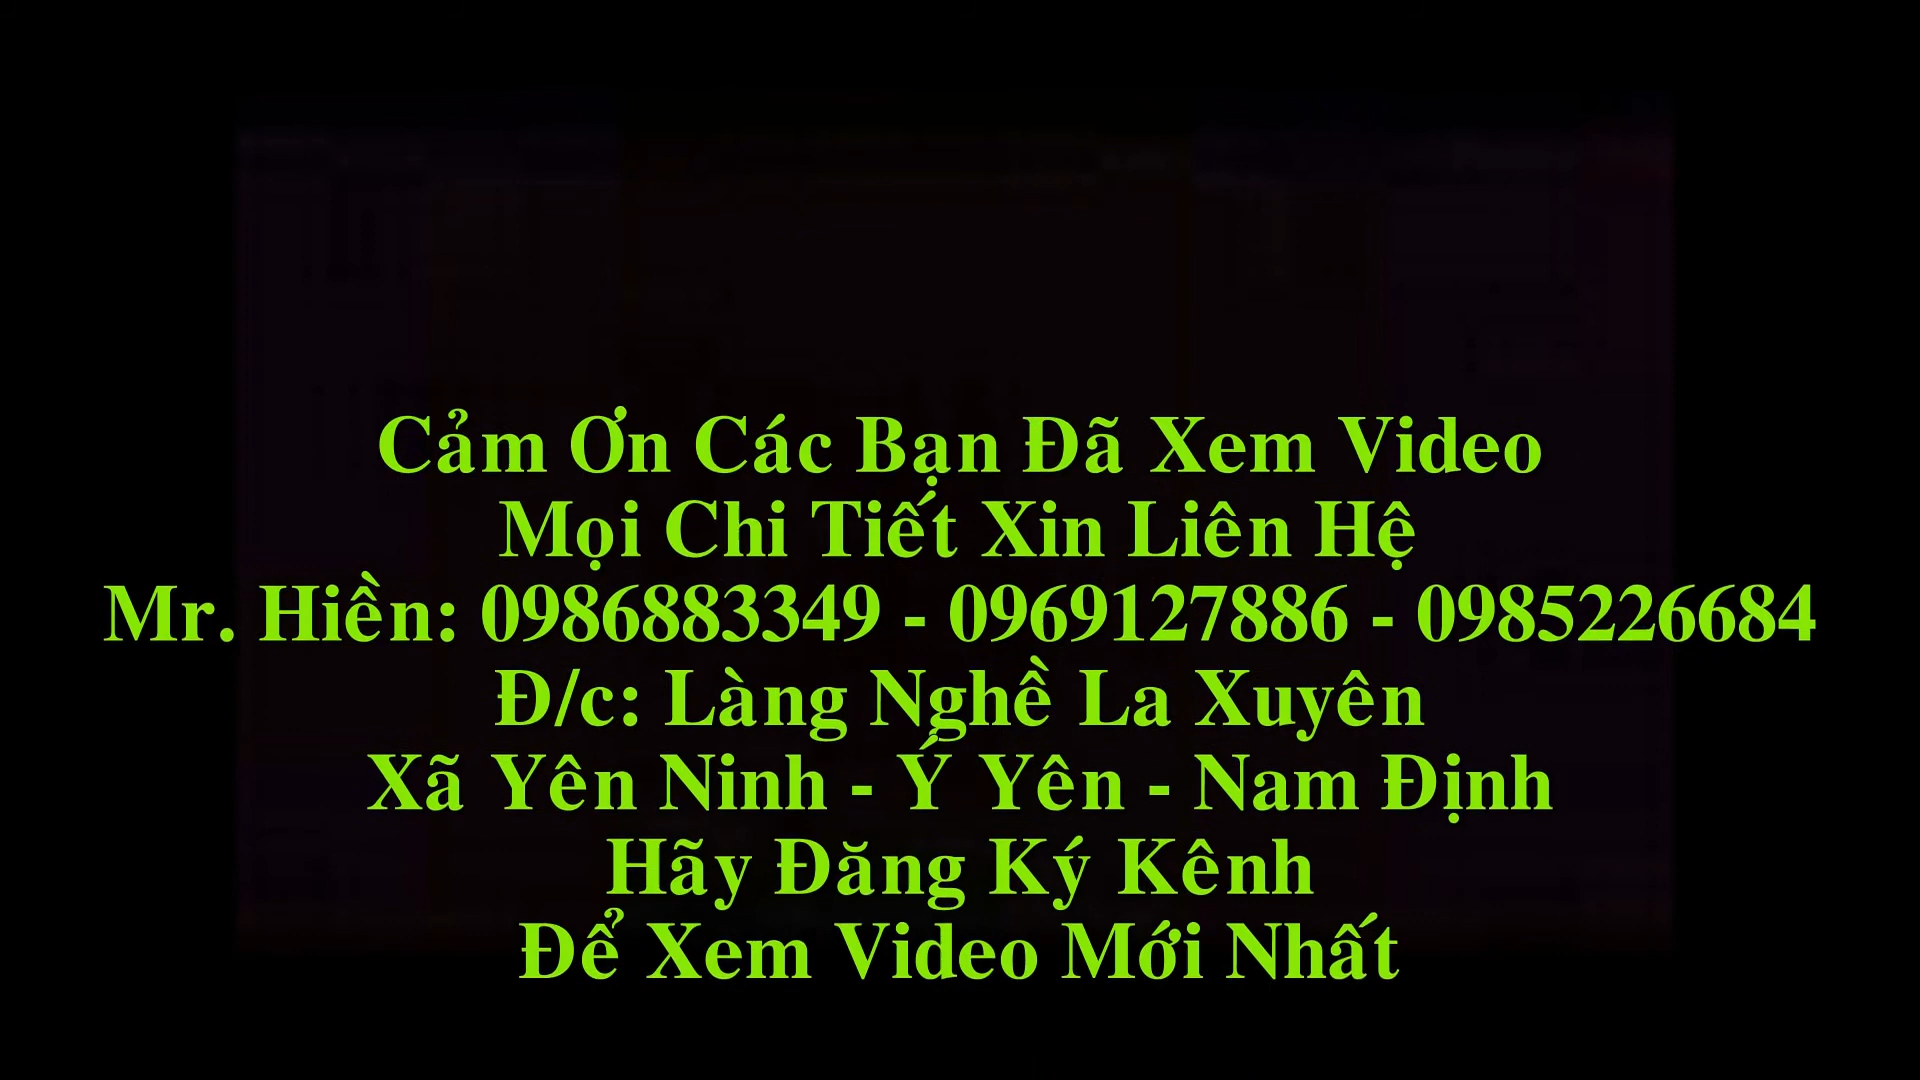 Cảm Ơn Các Bạn Đã Xem Video
Mọi Chi Tiết Xin Liên Hệ
Mr. Hiền: 0986883349 - 0969127886 - 0985226684
Đ/c: Làng Nghề La Xuyên
Xã Yên Ninh - Ý Yên - Nam Định
Hãy Đăng Ký Kênh
Để Xem Video Mới Nhất